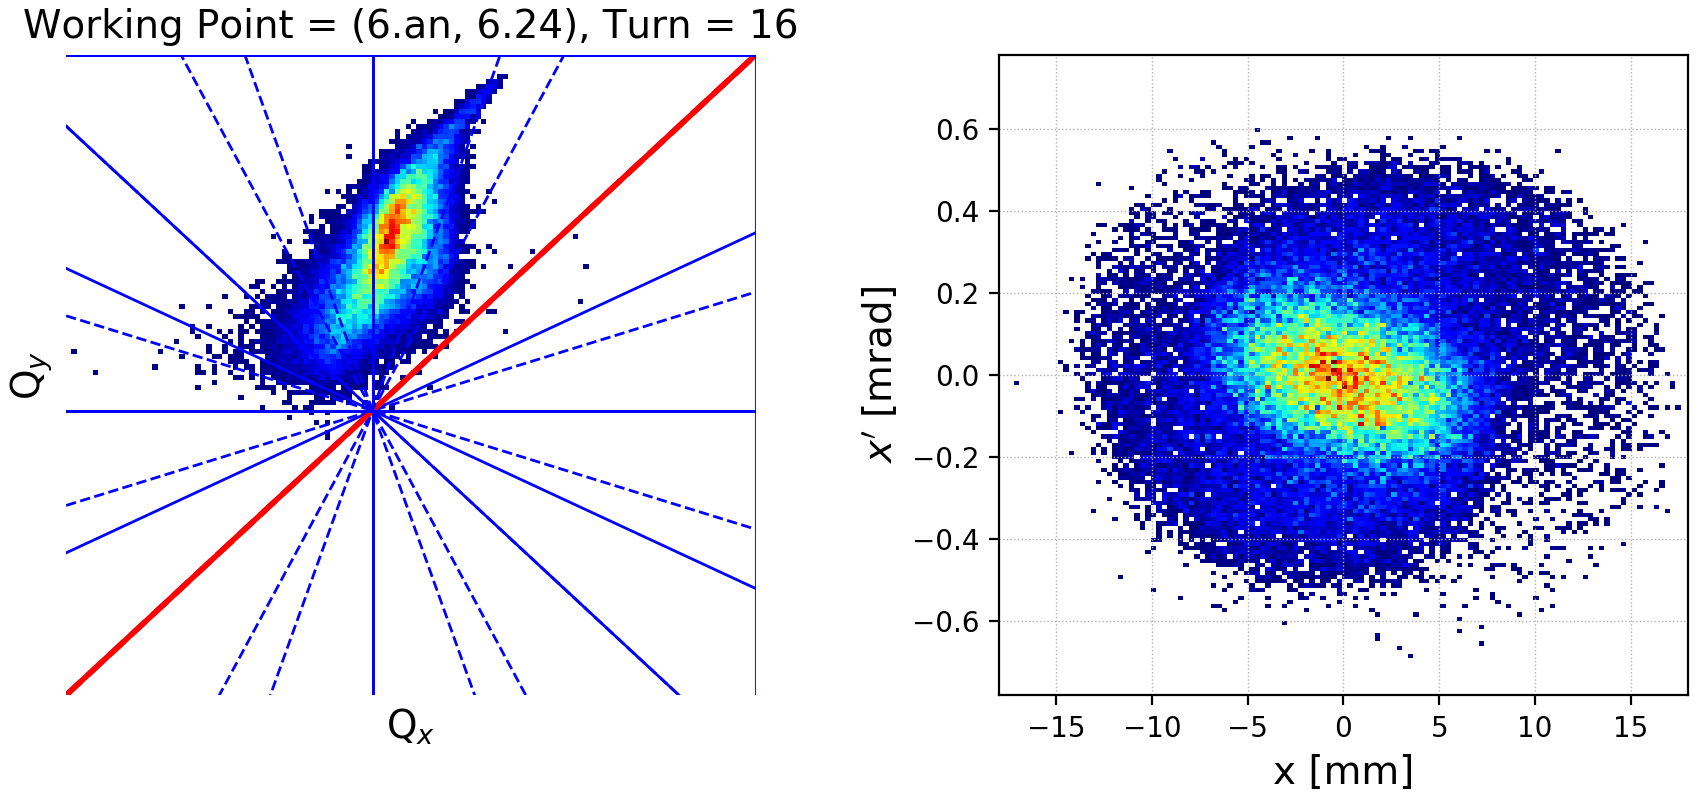 Working Point = (6.an, 6.24), Turn = 16
Qy
Qx
0.6
0.4
0.2
0.0
−0.2
−0.4
−0.6
x′ [mrad]
−15 −10 −5 0 5 10 15
x [mm]